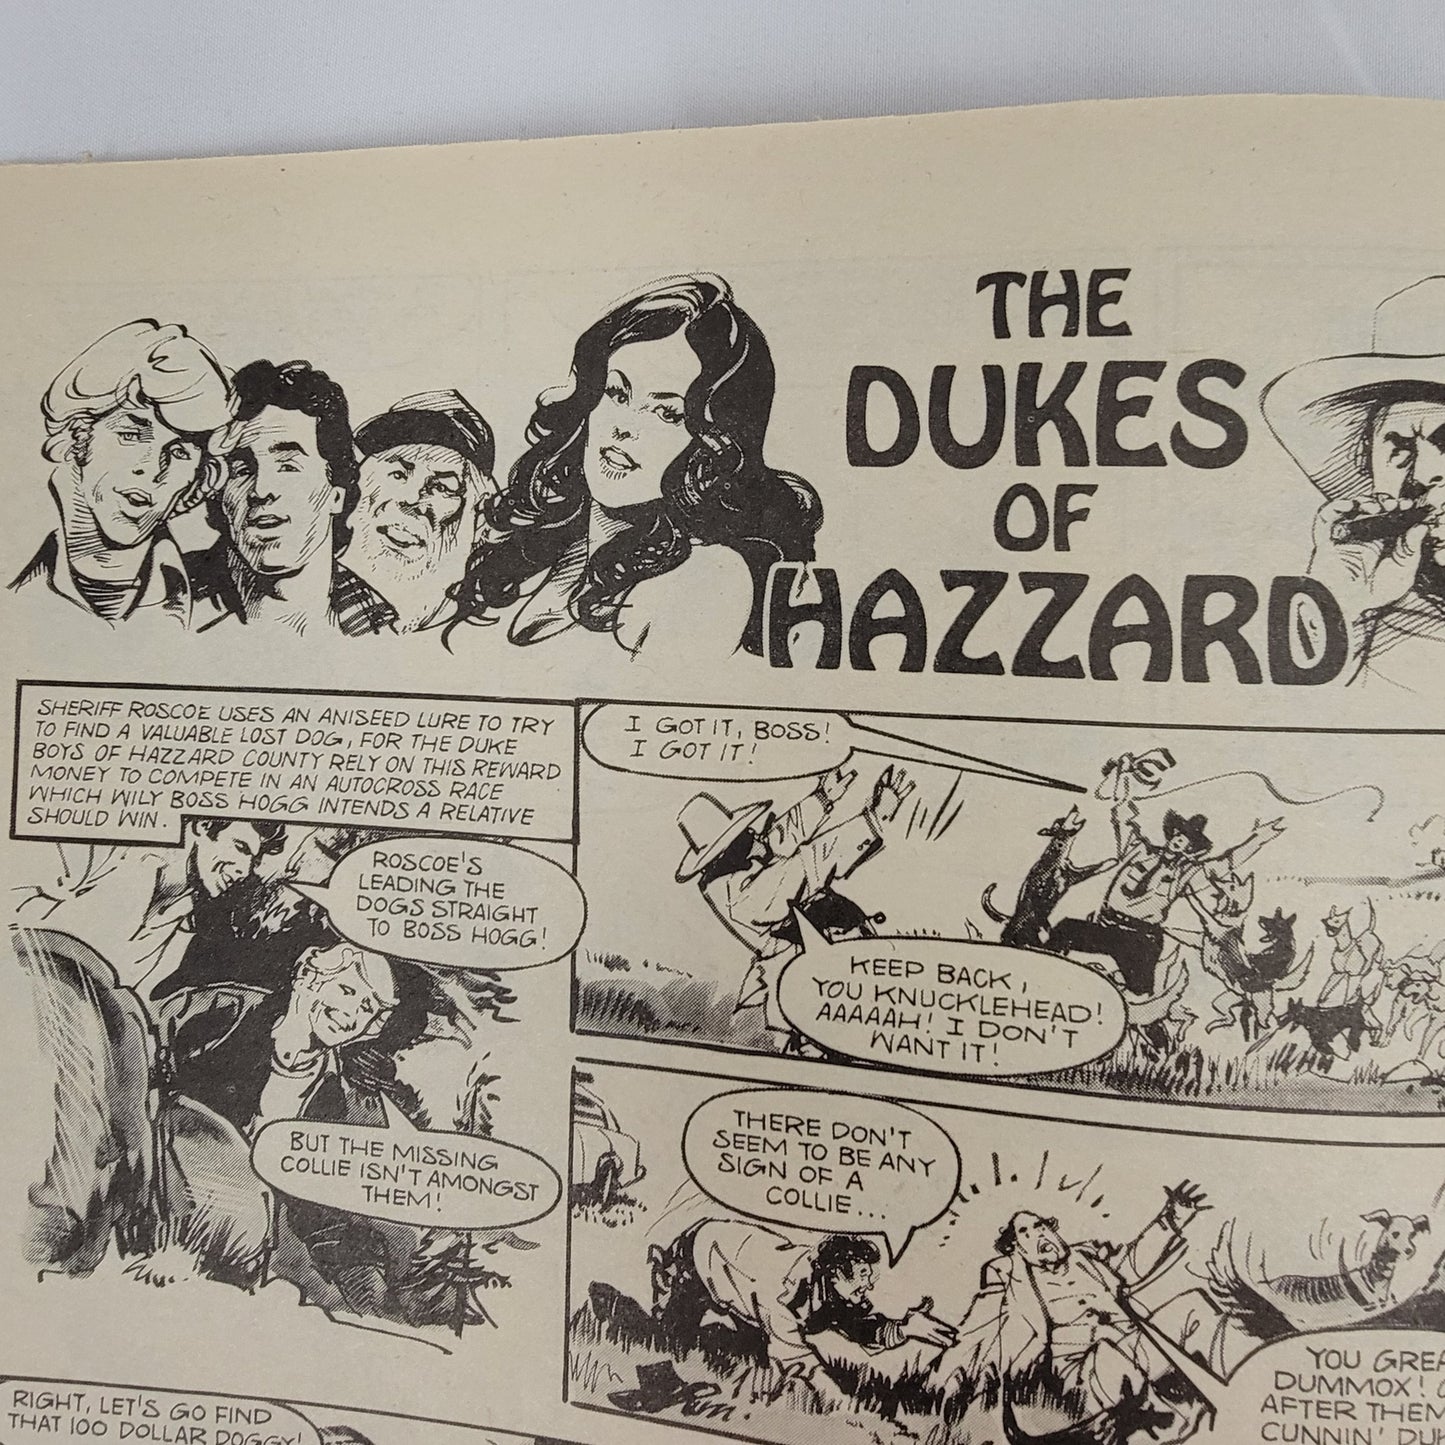 THE
DUKES
OF
HAZZARD
SHERIFF ROSCOE USES AN ANISEED LURE TO TRY
TO FIND A VALUABLE LOST DOG, FOR THE DUKE
BOYS OF HAZZARD COUNTY RELY ON THIS REWARD
MONEY TO COMPETE IN AN AUTOCROSS RACE
WHICH WILY BOSS HOGG INTENDS A RELATIVE
SHOULD WIN.
ROSCOE'S
LEADING THE
DOGS STRAIGHT
TO BOSS HOGG!
BUT THE MISSING
COLLIE ISN'T AMONGST
THEM!
I GOT IT, BOSS!
I GOT IT!
KEEP BACK,
YOU KNUCKLEHEAD!
AAAAAH! I DON'T
WANT IT!
THERE DON'T
SEEM TO BE ANY
SIGN OF A
COLLIE...
YOU
DUMMOX!
AFTER THEM
CUNNIN'
RIGHT, LET'S GO FIND
THAT 100 DOLLAR DOGGY!